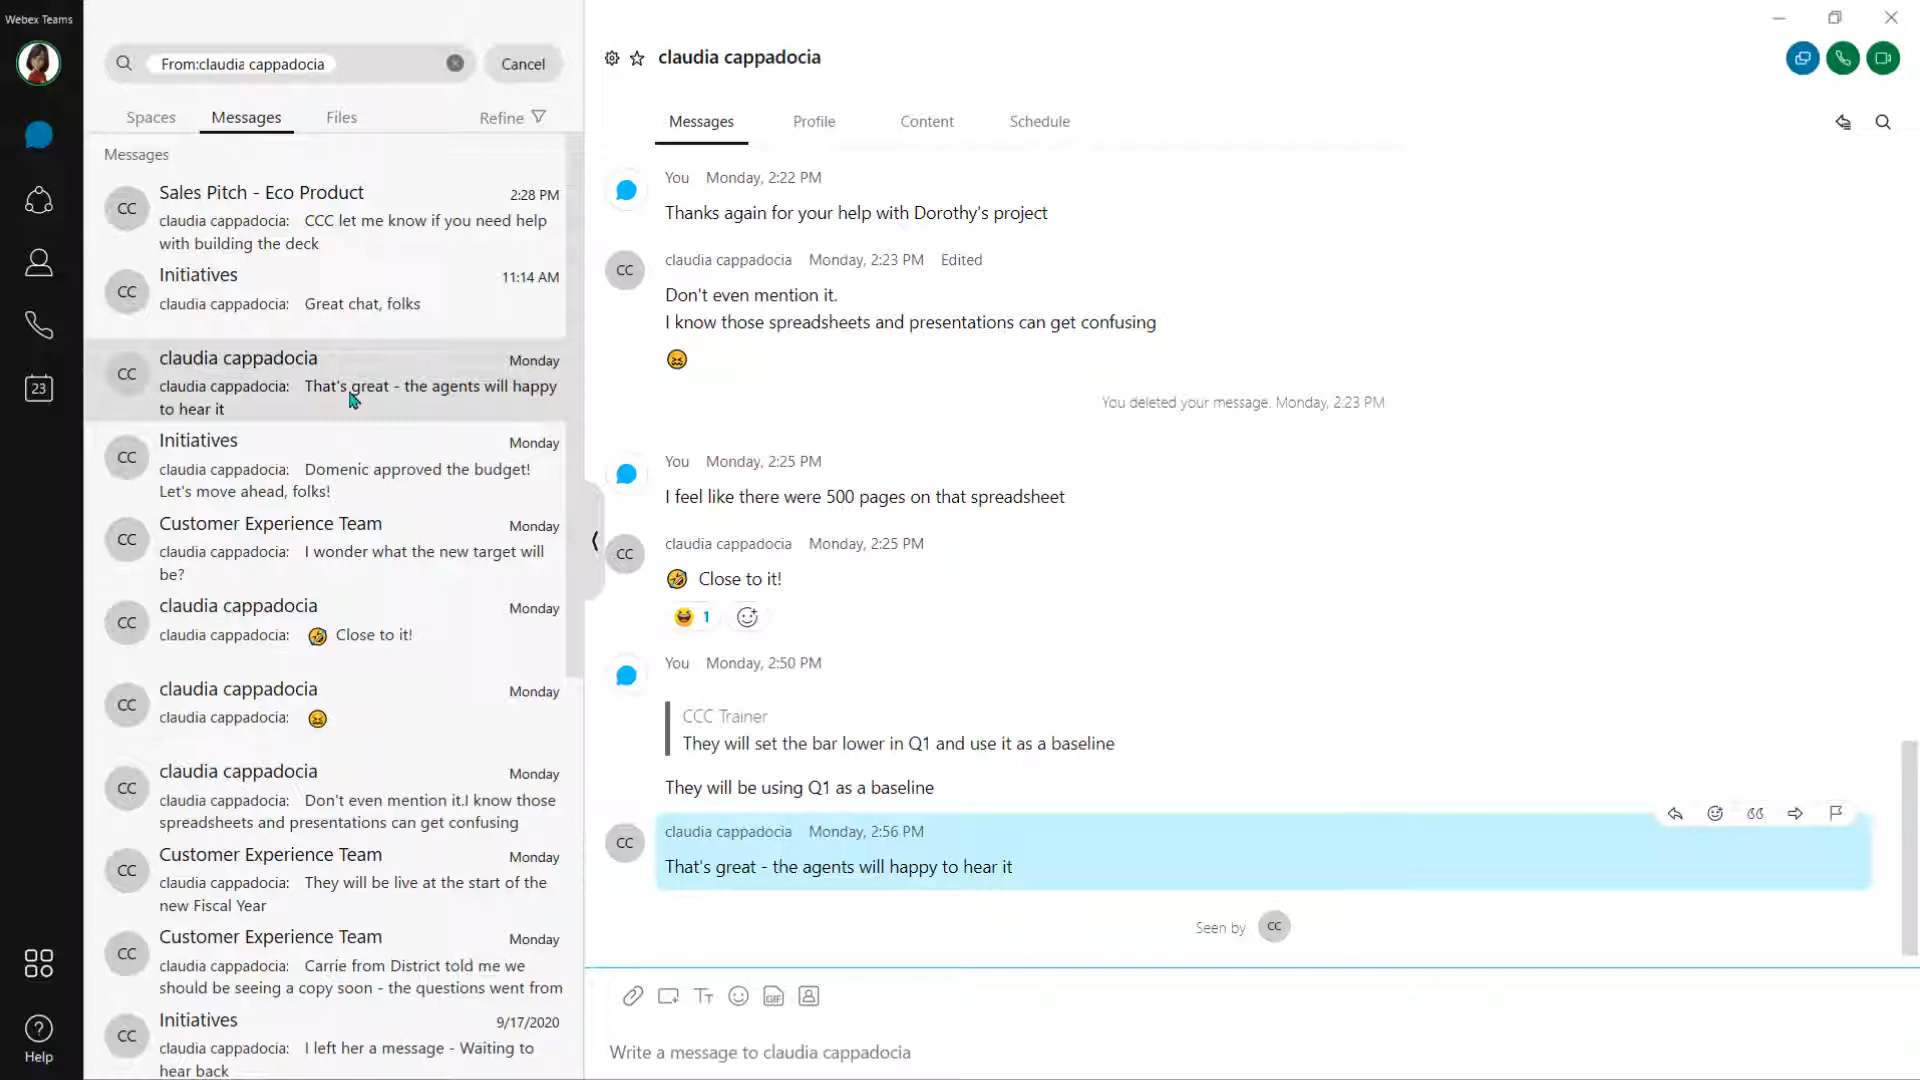 Webex Teams
From:claudia cappadocia
Cancel
Spaces
Messages
Files
Refine
Messages
CC
Sales Pitch - Eco Product
2:28 PM
claudia cappadocia: CCC let me know if you need help
with building the deck
CC
Initiatives
11:14 AM
claudia cappadocia: Great chat, folks
CC
claudia cappadocia
Monday
claudia cappadocia: That's great - the agents will happy
to hear it
CC
Initiatives
Monday
claudia cappadocia: Domenic approved the budget!
Let's move ahead, folks!
CC
Customer Experience Team
Monday
claudia cappadocia: I wonder what the new target will
be?
CC
claudia cappadocia
Monday
claudia cappadocia: 🤣 Close to it!
CC
claudia cappadocia
Monday
claudia cappadocia: 😖
CC
claudia cappadocia
Monday
claudia cappadocia: Don't even mention it.I know those
spreadsheets and presentations can get confusing
CC
Customer Experience Team
Monday
claudia cappadocia: They will be live at the start of the
new Fiscal Year
CC
Customer Experience Team
Monday
claudia cappadocia: Carrie from District told me we
should be seeing a copy soon - the questions went from
CC
Initiatives
9/17/2020
claudia cappadocia: I left her a message - Waiting to
hear back
23
Help
claudia cappadocia
Messages
Profile
Content
Schedule
You Monday, 2:22 PM
Thanks again for your help with Dorothy's project
CC
claudia cappadocia Monday, 2:23 PM Edited
Don't even mention it.
I know those spreadsheets and presentations can get confusing
😖
You deleted your message. Monday, 2:23 PM
You Monday, 2:25 PM
I feel like there were 500 pages on that spreadsheet
CC
claudia cappadocia Monday, 2:25 PM
🤣 Close to it!
😆 1
You Monday, 2:50 PM
CCC Trainer
They will set the bar lower in Q1 and use it as a baseline
They will be using Q1 as a baseline
CC
claudia cappadocia Monday, 2:56 PM
That's great - the agents will happy to hear it
Seen by CC
GIF
Write a message to claudia cappadocia